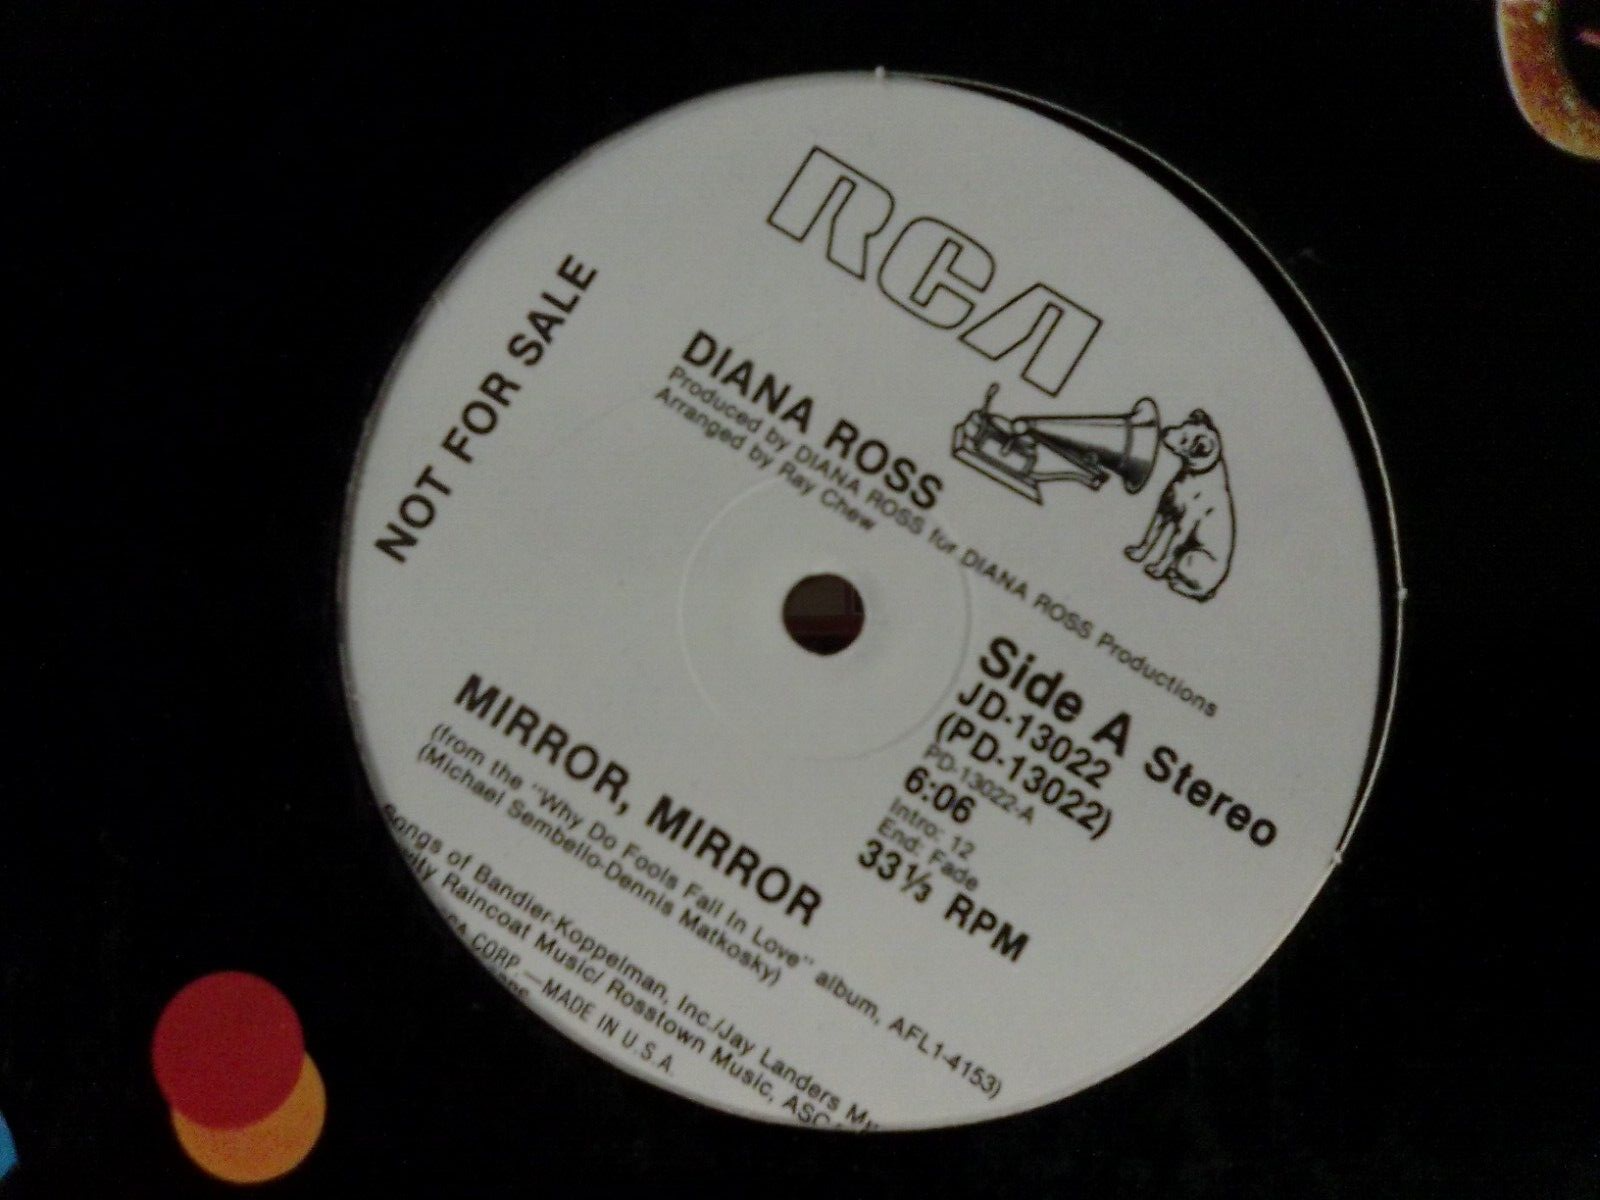 RCA
NOT FOR SALE
DIANA ROSS
Produced by DIANA ROSS for DIANA ROSS Productions
Arranged by Ray Chew
Side A Stereo
JD-13022
(PD-13022)
PD-13022-A
6:06
Intro: 12
End: Fade
33⅓ RPM
MIRROR, MIRROR
(from the "Why Do Fools Fall In Love" album, AFL1-4153)
(Michael Sembello-Dennis Matkosky)
Songs of Bandier-Koppelman, Inc./Jay Landers
Raincoat Music/ Rosstown Music,
CORP.—MADE IN U.S.A.